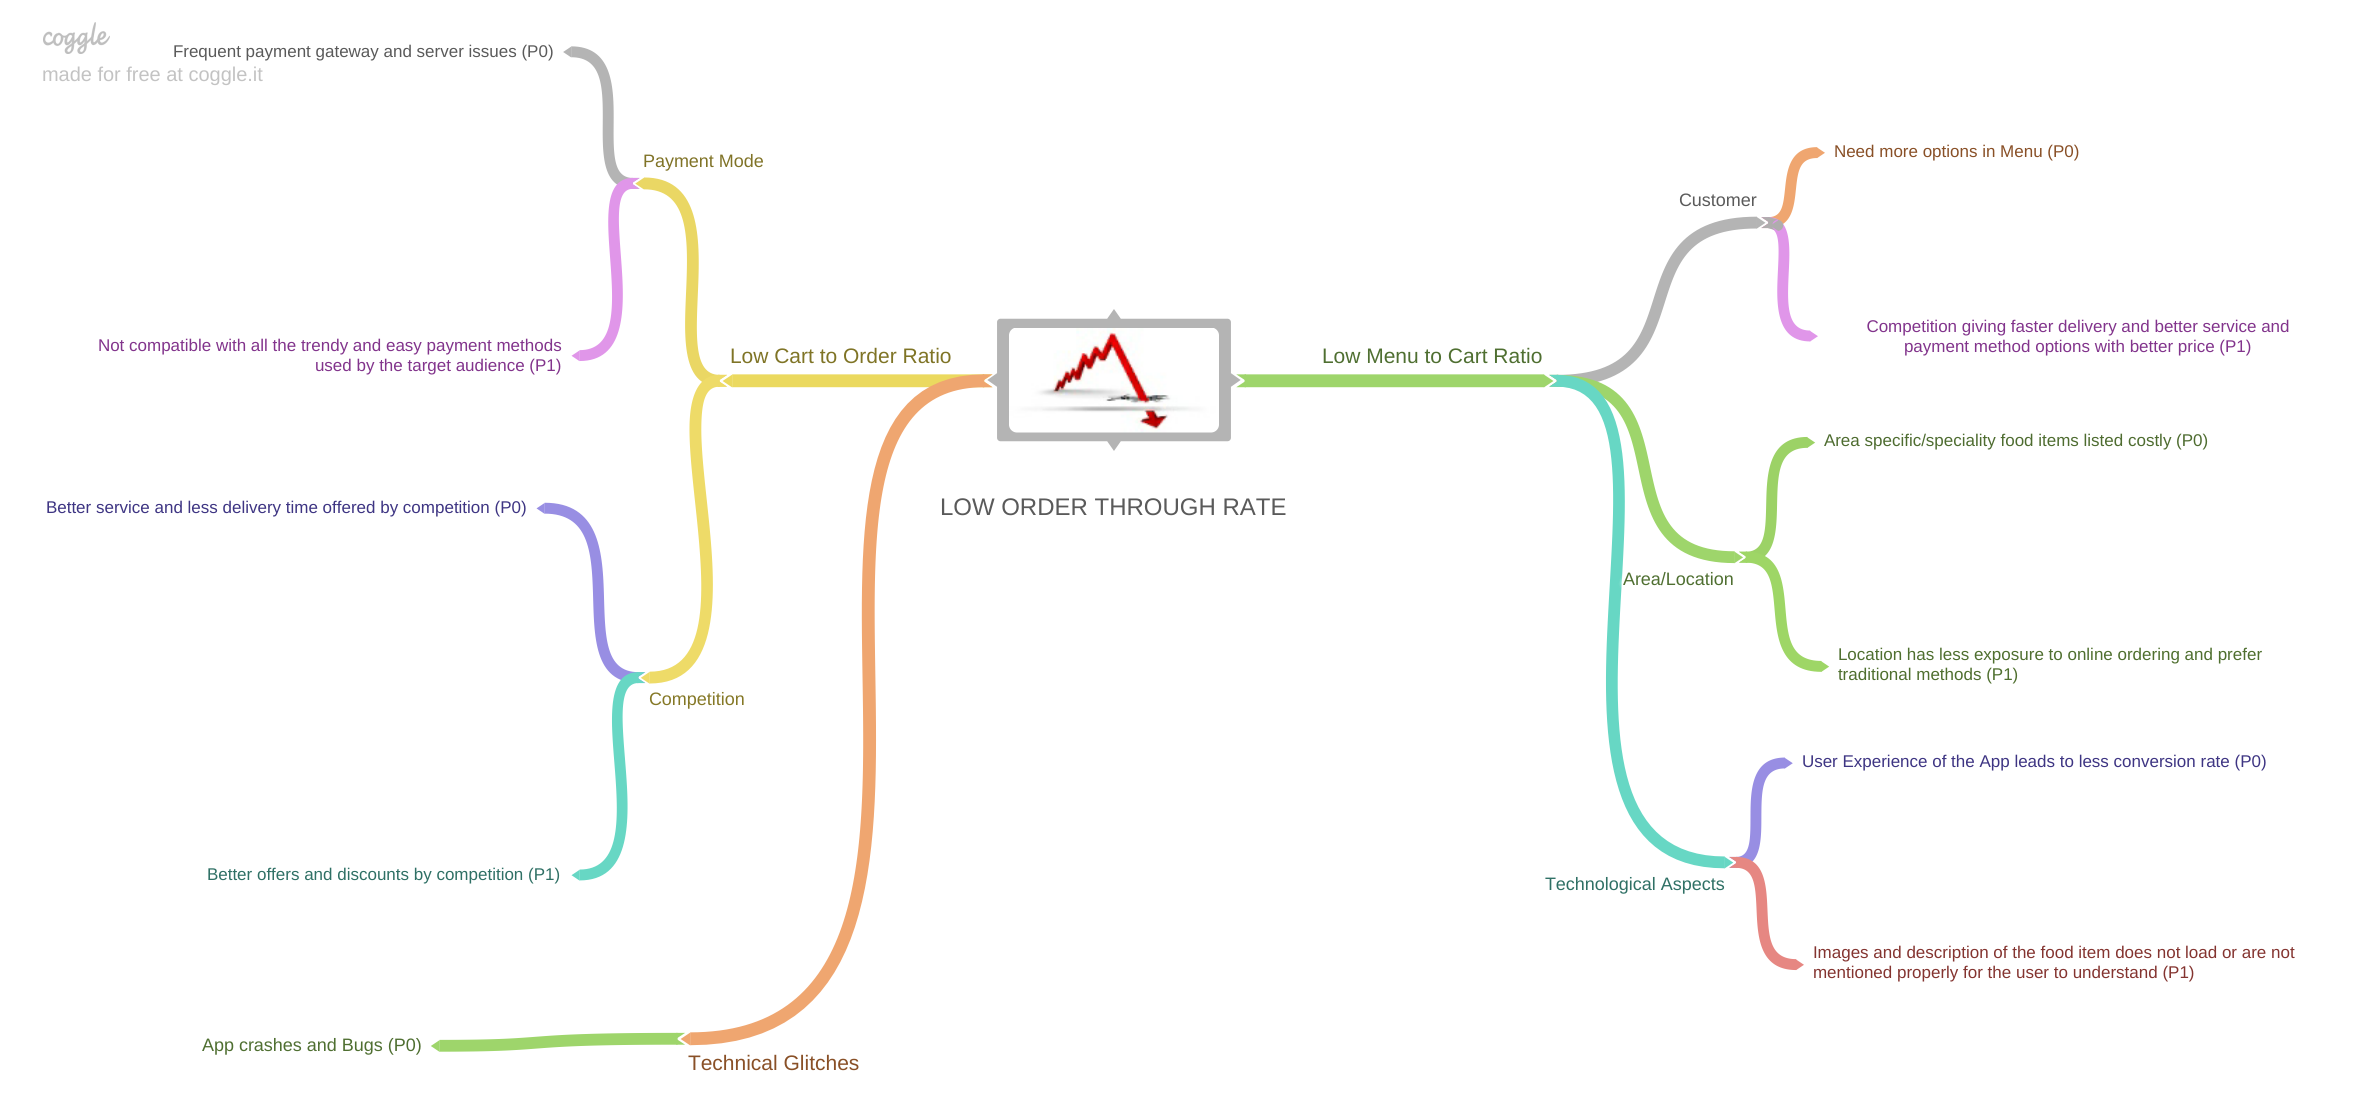 coggle
made for free at coggle.it
Frequent payment gateway and server issues (P0)
Payment Mode
Not compatible with all the trendy and easy payment methods
used by the target audience (P1)
Low Cart to Order Ratio
Better service and less delivery time offered by competition (P0)
Competition
Better offers and discounts by competition (P1)
App crashes and Bugs (P0)
Technical Glitches
LOW ORDER THROUGH RATE
Low Menu to Cart Ratio
Customer
Need more options in Menu (P0)
Competition giving faster delivery and better service and
payment method options with better price (P1)
Area specific/speciality food items listed costly (P0)
Area/Location
Location has less exposure to online ordering and prefer
traditional methods (P1)
User Experience of the App leads to less conversion rate (P0)
Technological Aspects
Images and description of the food item does not load or are not
mentioned properly for the user to understand (P1)